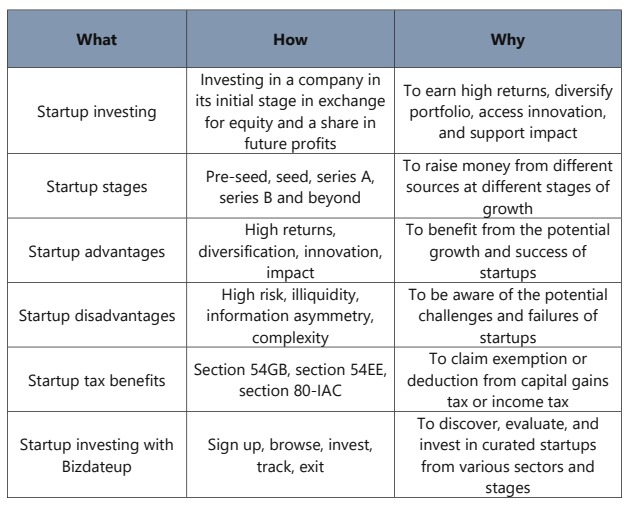 What
How
Why
Startup investing
Investing in a company in
its initial stage in exchange
for equity and a share in
future profits
To earn high returns, diversify
portfolio, access innovation,
and support impact
Startup stages
Pre-seed, seed, series A,
series B and beyond
To raise money from different
sources at different stages of
growth
Startup advantages
High returns,
diversification, innovation,
impact
To benefit from the potential
growth and success of
startups
Startup disadvantages
High risk, illiquidity,
information asymmetry,
complexity
To be aware of the potential
challenges and failures of
startups
Startup tax benefits
Section 54GB, section 54EE,
section 80-IAC
To claim exemption or
deduction from capital gains
tax or income tax
Startup investing with
Bizdateup
Sign up, browse, invest,
track, exit
To discover, evaluate, and
invest in curated startups
from various sectors and
stages